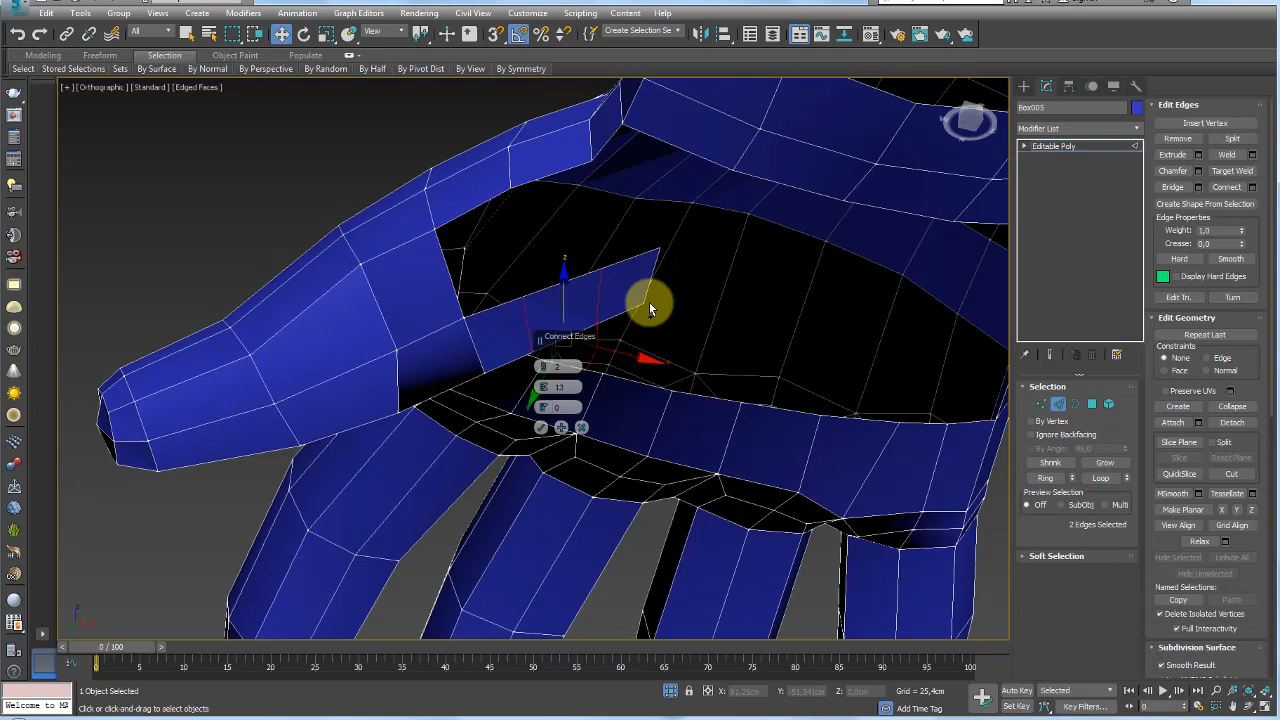 Edit Tools Group Views Create Modifiers Animation Graph Editors Rendering Civil View Customize Scripting Content Help
All View Create Selection Se
Modeling Freeform Selection Object Paint Populate
Select Stored Selections Sets By Surface By Normal By Perspective By Random By Half By Pivot Dist By View By Symmetry
[+] [Orthographic] [Standard] [Edged Faces]
z
Connect Edges
2
13
0
Box005
Modifier List
Editable Poly
Selection
By Vertex
Ignore Backfacing
By Angle: 45,0
Shrink Grow
Ring Loop
Preview Selection
Off SubObj Multi
2 Edges Selected
Soft Selection
Edit Edges
Insert Vertex
Remove Split
Extrude Weld
Chamfer Target Weld
Bridge Connect
Create Shape From Selection
Edge Properties
Weight: 1,0
Crease: 0,0
Hard Smooth
Display Hard Edges
Edit Tri. Turn
Edit Geometry
Repeat Last
Constraints
None Edge
Face Normal
Preserve UVs
Create Collapse
Attach Detach
Slice Plane Split
Slice Reset Plane
QuickSlice Cut
MSmooth Tessellate
Make Planar X Y Z
View Align Grid Align
Relax
Hide Selected Unhide All
Hide Unselected
Named Selections:
Copy Paste
Delete Isolated Vertices
Full Interactivity
Subdivision Surface
Smooth Result
0 / 100
0 5 10 15 20 25 30 35 40 45 50 55 60 65 70 75 80 85 90 95 100
1 Object Selected
Click or click-and-drag to select objects
Welcome to M
X: 81,25cm Y: -51,541cm Z: 0,0cm Grid = 25,4cm
Add Time Tag
Auto Key Selected
Set Key Key Filters...
0